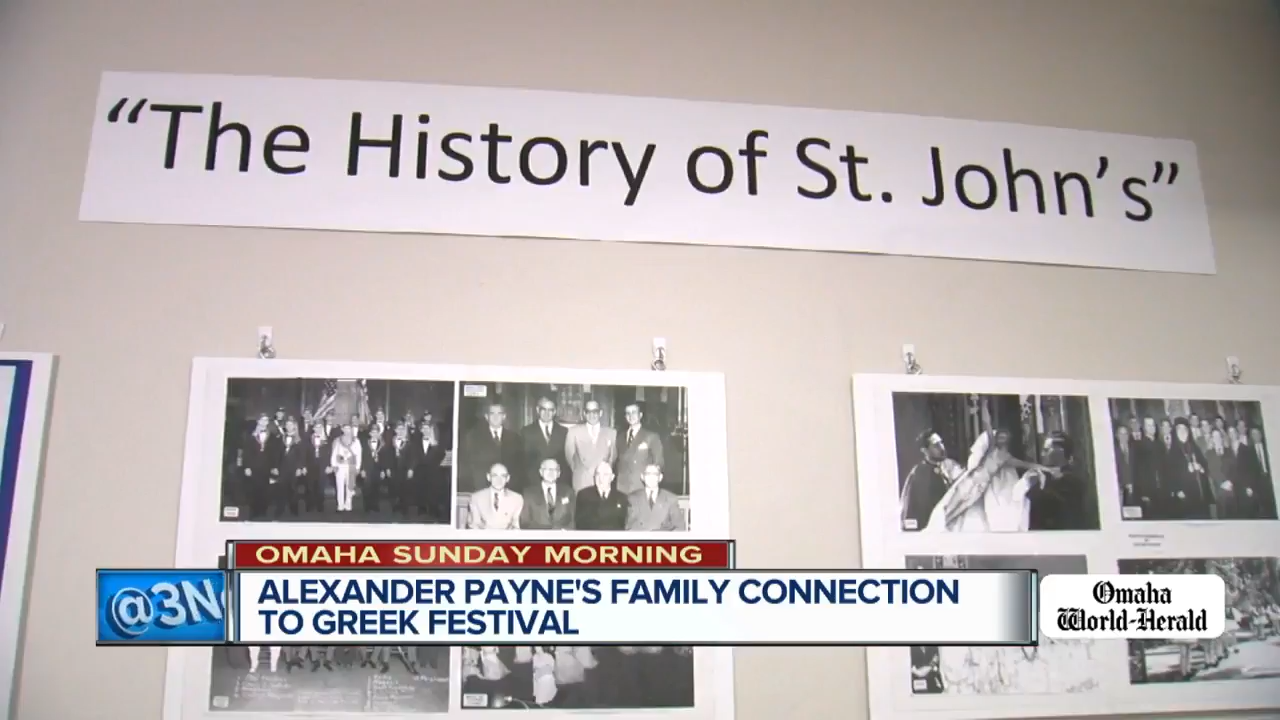 “The History of St. John’s”
OMAHA SUNDAY MORNING
@3N
ALEXANDER PAYNE'S FAMILY CONNECTION
TO GREEK FESTIVAL
Omaha
World-Herald